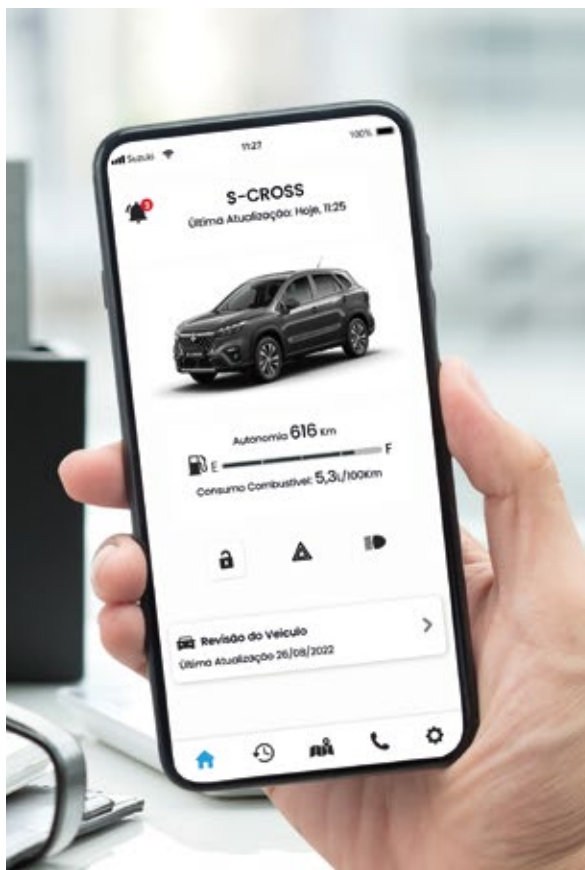 Suzuki
11:27
100%
3
S-CROSS
Última Atualização: Hoje, 11:25
Autonomia 616 Km
E F
Consumo Combustível: 5,3L/100Km
Revisão do Veículo
Última Atualização 26/08/2022